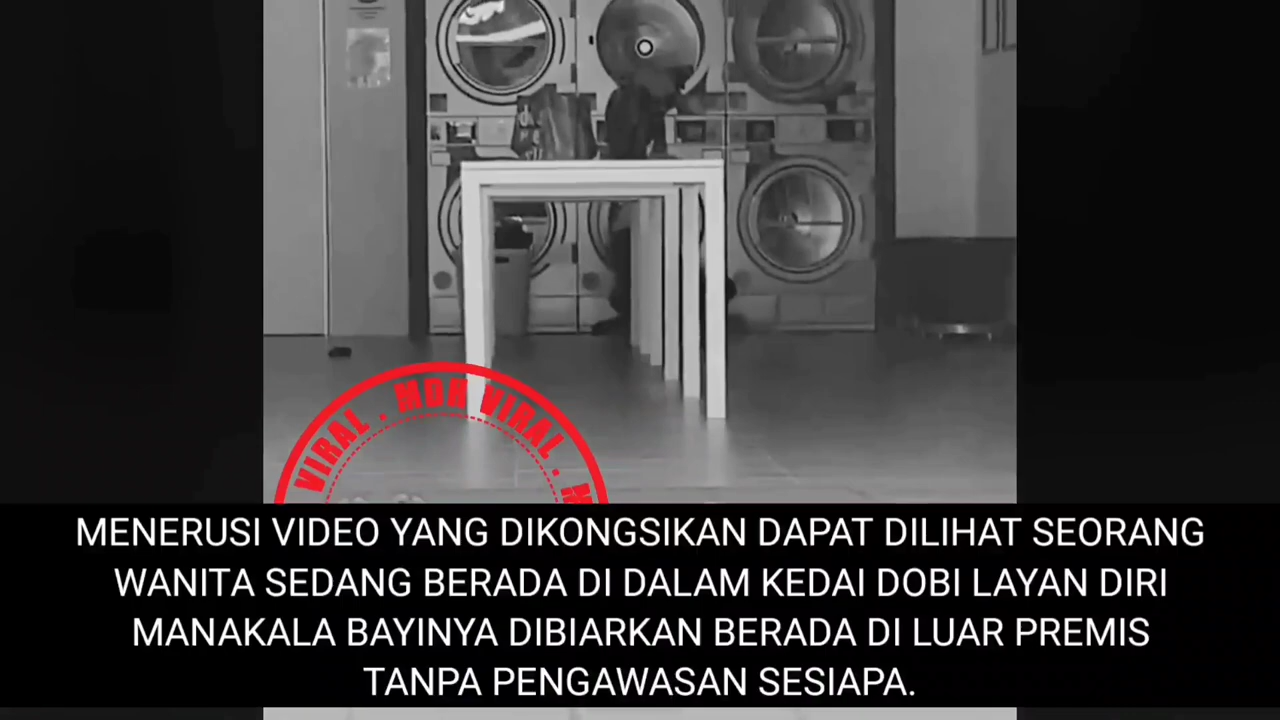 VIRAL . MDH VIRAL .
MENERUSI VIDEO YANG DIKONGSIKAN DAPAT DILIHAT SEORANG
WANITA SEDANG BERADA DI DALAM KEDAI DOBI LAYAN DIRI
MANAKALA BAYINYA DIBIARKAN BERADA DI LUAR PREMIS
TANPA PENGAWASAN SESIAPA.